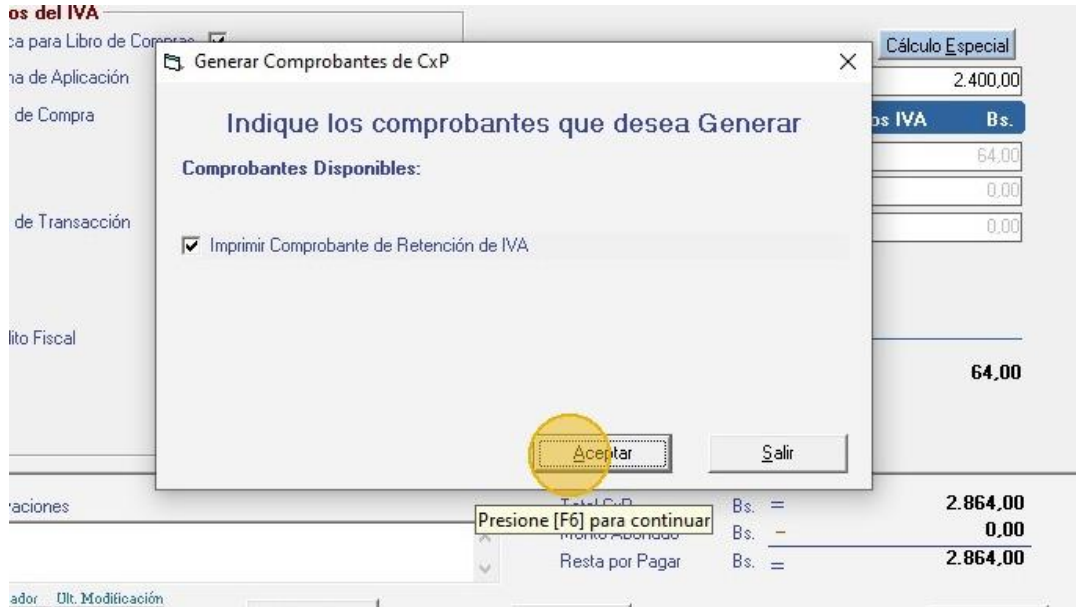 os del IVA
ca para Libro de Compras
Cálculo Especial
Generar Comprobantes de CxP
na de Aplicación
2.400,00
Indique los comprobantes que desea Generar
de Compra
os IVA Bs.
64,00
Comprobantes Disponibles:
0,00
de Transacción
0,00
Imprimir Comprobante de Retención de IVA
lito Fiscal
64,00
Aceptar Salir
raciones
Total CxP Bs. = 2.864,00
Presione [F6] para continuar
Monto Abonado Bs. − 0,00
Resta por Pagar Bs. = 2.864,00
ador Ult. Modificación